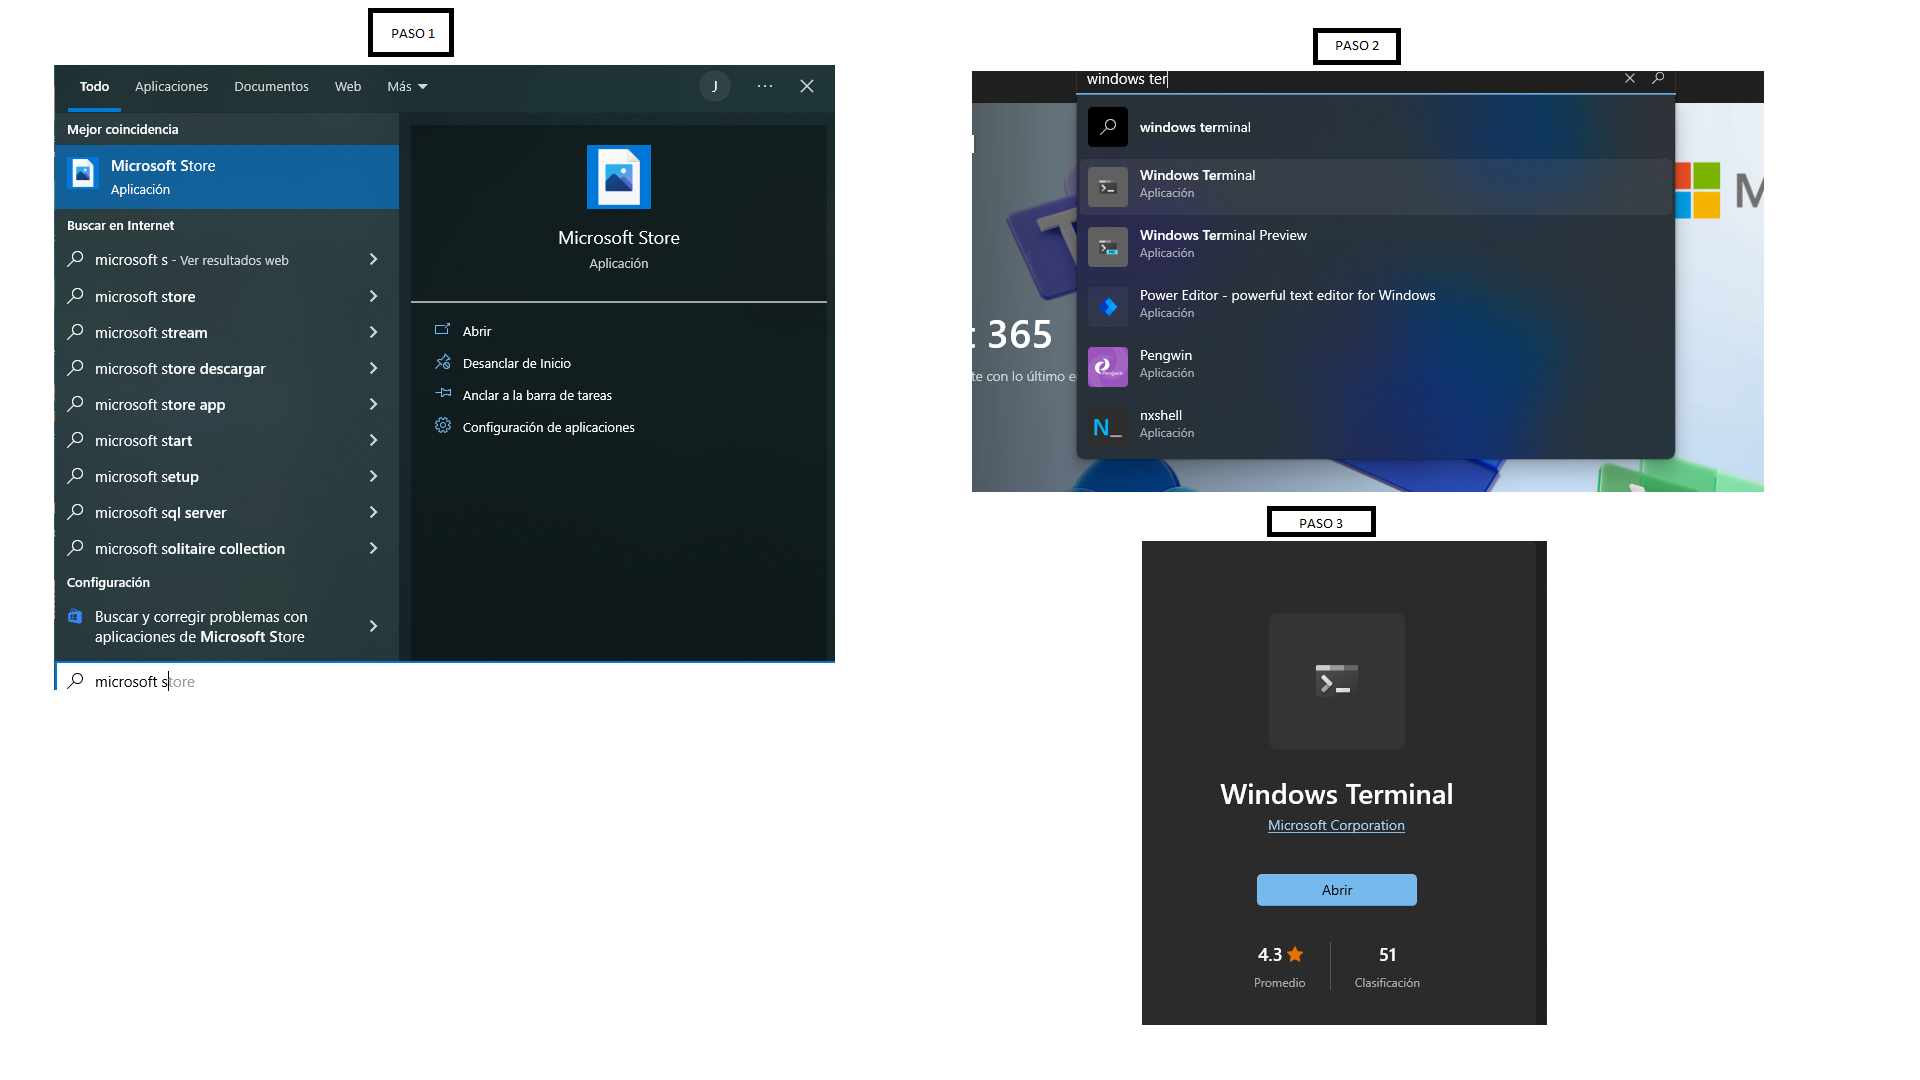 PASO 1
Todo Aplicaciones Documentos Web Más J
Mejor coincidencia
Microsoft Store
Aplicación
Buscar en Internet
microsoft s - Ver resultados web
microsoft store
microsoft stream
microsoft store descargar
microsoft store app
microsoft start
microsoft setup
microsoft sql server
microsoft solitaire collection
Configuración
Buscar y corregir problemas con
aplicaciones de Microsoft Store
microsoft store
Microsoft Store
Aplicación
Abrir
Desanclar de Inicio
Anclar a la barra de tareas
Configuración de aplicaciones
PASO 2
windows ter
windows terminal
Windows Terminal
Aplicación
Windows Terminal Preview
Aplicación
Power Editor - powerful text editor for Windows
Aplicación
Pengwin
Aplicación
nxshell
Aplicación
365
te con lo último e
M
PASO 3
Windows Terminal
Microsoft Corporation
Abrir
4.3 51
Promedio Clasificación